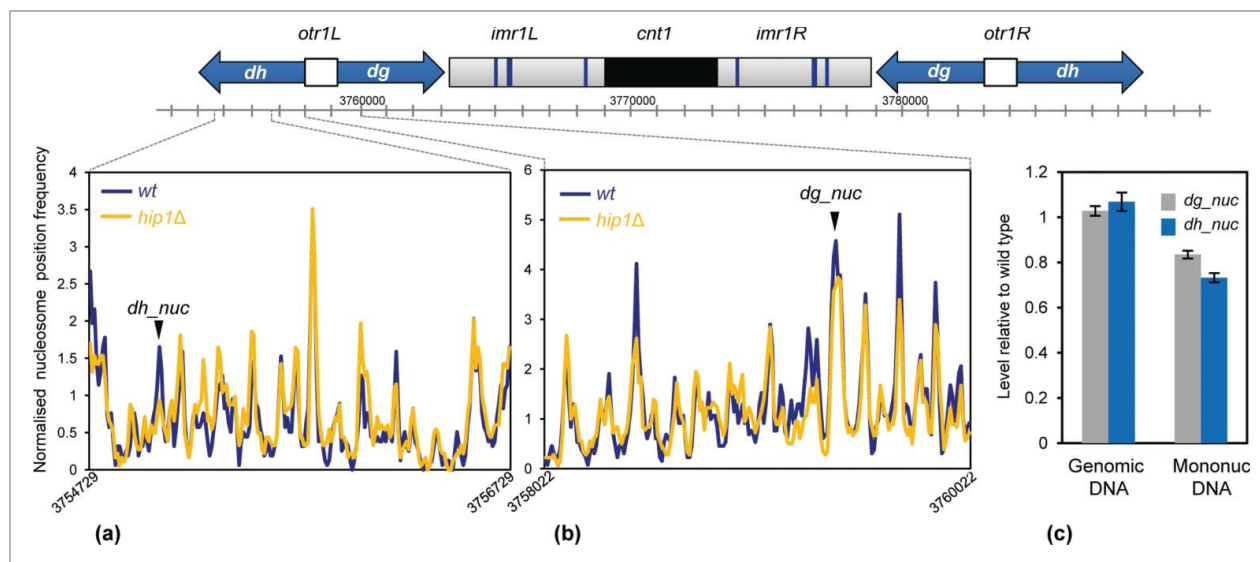 otr1L imr1L cnt1 imr1R otr1R
dh dg dg dh
3760000 3770000 3780000
Normalised nucleosome position frequency
4
3.5
3
2.5
2
1.5
1
0.5
0
wt
hip1Δ
dh_nuc
3754729 3756729
(a)
6
5
4
3
2
1
0
wt
hip1Δ
dg_nuc
3758022 3760022
(b)
Level relative to wild type
1.2
1
0.8
0.6
0.4
0.2
0
dg_nuc
dh_nuc
Genomic DNA
Mononuc DNA
(c)